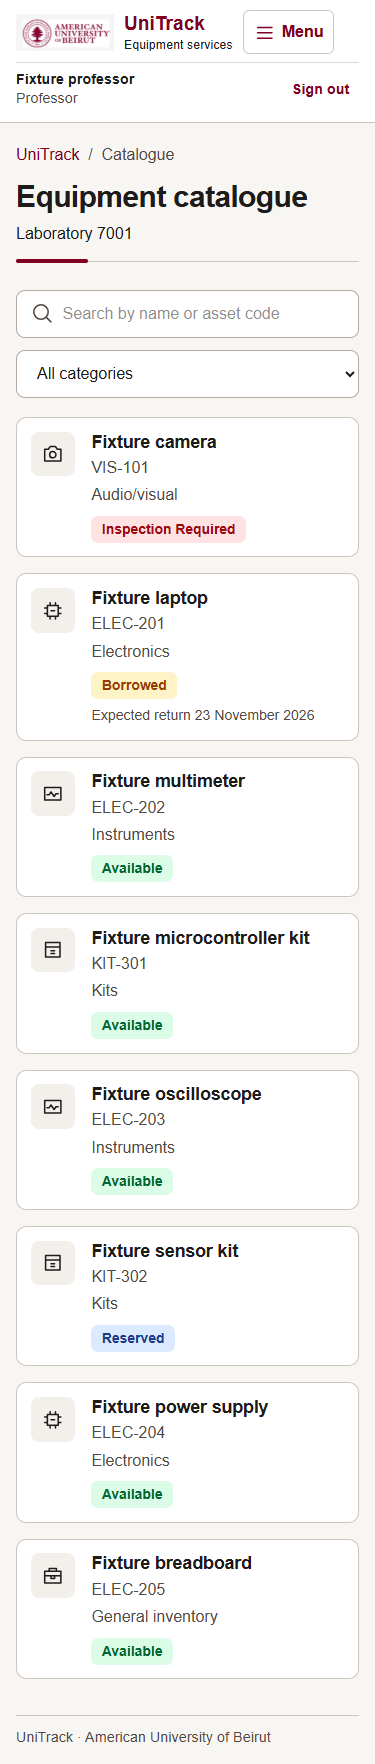 AMERICAN
UNIVERSITY
OF BEIRUT
UniTrack
Equipment services
Menu
Fixture professor
Professor
Sign out
UniTrack / Catalogue
Equipment catalogue
Laboratory 7001
Search by name or asset code
All categories
Fixture camera
VIS-101
Audio/visual
Inspection Required
Fixture laptop
ELEC-201
Electronics
Borrowed
Expected return 23 November 2026
Fixture multimeter
ELEC-202
Instruments
Available
Fixture microcontroller kit
KIT-301
Kits
Available
Fixture oscilloscope
ELEC-203
Instruments
Available
Fixture sensor kit
KIT-302
Kits
Reserved
Fixture power supply
ELEC-204
Electronics
Available
Fixture breadboard
ELEC-205
General inventory
Available
UniTrack · American University of Beirut